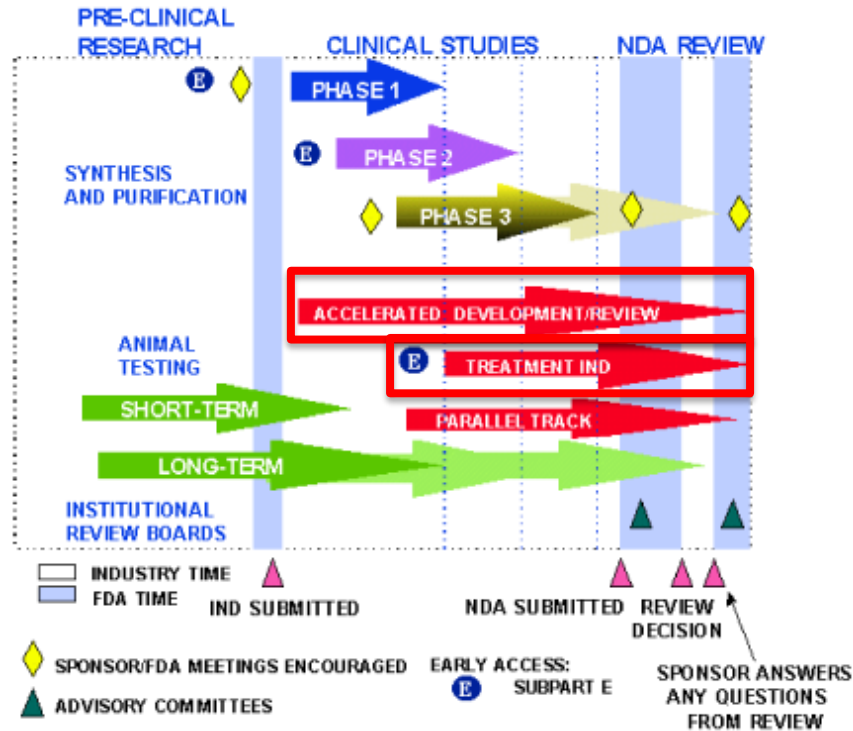 PRE-CLINICAL
RESEARCH
CLINICAL STUDIES
NDA REVIEW
E
PHASE 1
E
PHASE 2
SYNTHESIS
AND PURIFICATION
PHASE 3
ACCELERATED DEVELOPMENT/REVIEW
ANIMAL
TESTING
E
TREATMENT IND
SHORT-TERM
PARALLEL TRACK
LONG-TERM
INSTITUTIONAL
REVIEW BOARDS
INDUSTRY TIME
FDA TIME
IND SUBMITTED
NDA SUBMITTED
REVIEW
DECISION
SPONSOR/FDA MEETINGS ENCOURAGED
ADVISORY COMMITTEES
EARLY ACCESS:
E SUBPART E
SPONSOR ANSWERS
ANY QUESTIONS
FROM REVIEW